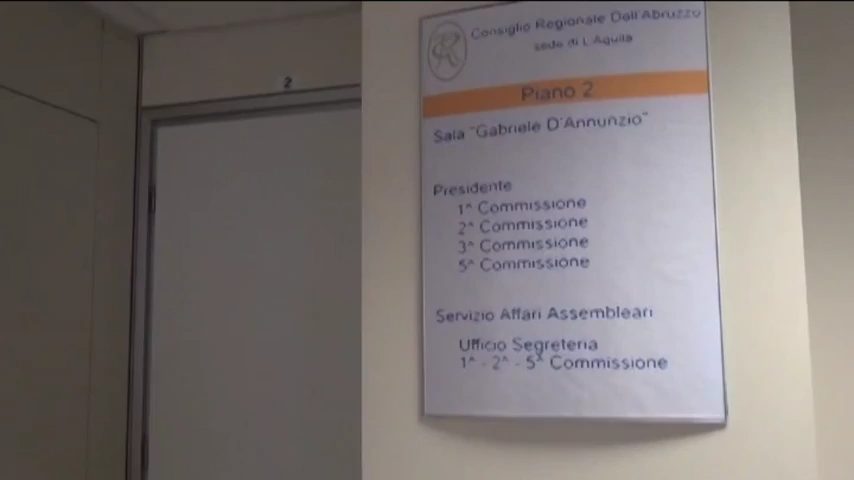 2
Consiglio Regionale Dell'Abruzzo
sede di L'Aquila
Piano 2
Sala "Gabriele D'Annunzio"
Presidente
1^ Commissione
2^ Commissione
3^ Commissione
5^ Commissione
Servizio Affari Assembleari
Ufficio Segreteria
1^ - 2^ - 5^ Commissione